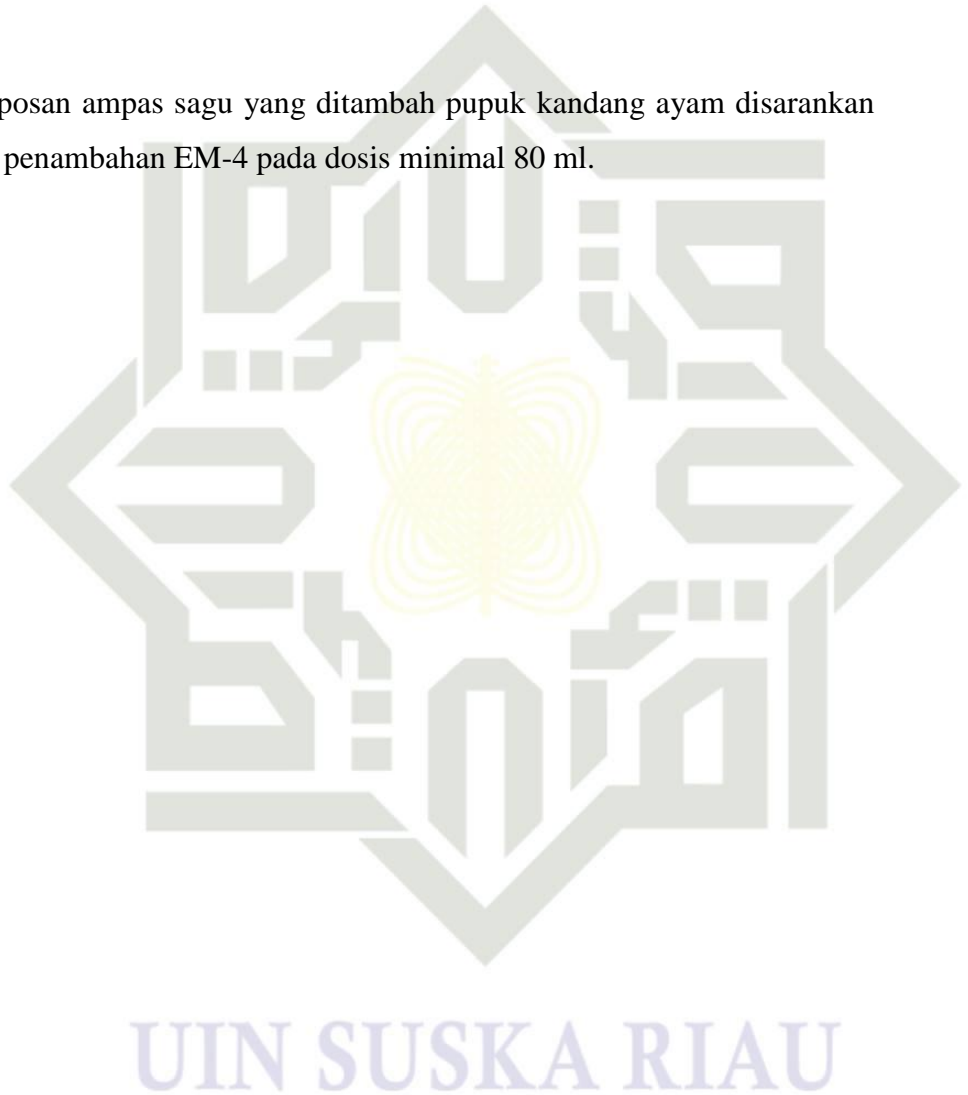 posan ampas sagu yang ditambah pupuk kandang ayam disarankan
penambahan EM-4 pada dosis minimal 80 ml.
UIN SUSKA RIAU